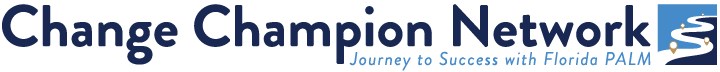 Change Champion Network
Journey to Success with Florida PALM